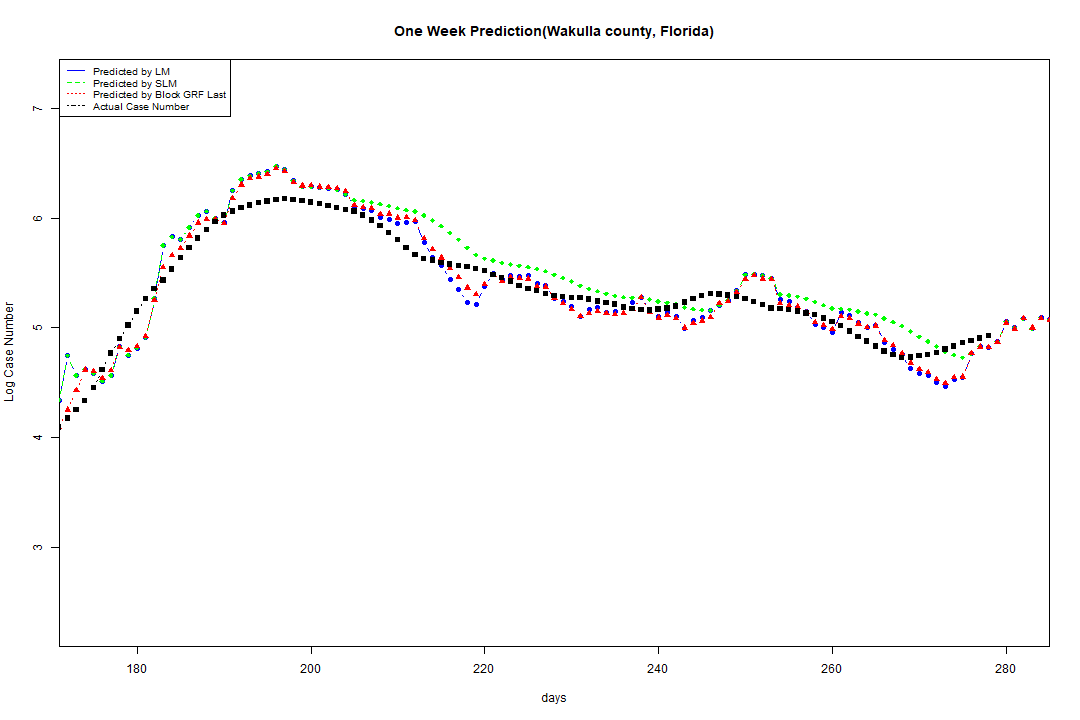 One Week Prediction(Wakulla county, Florida)
Predicted by LM
Predicted by SLM
Predicted by Block GRF Last
Actual Case Number
7
6
5
4
3
Log Case Number
180 200 220 240 260 280
days